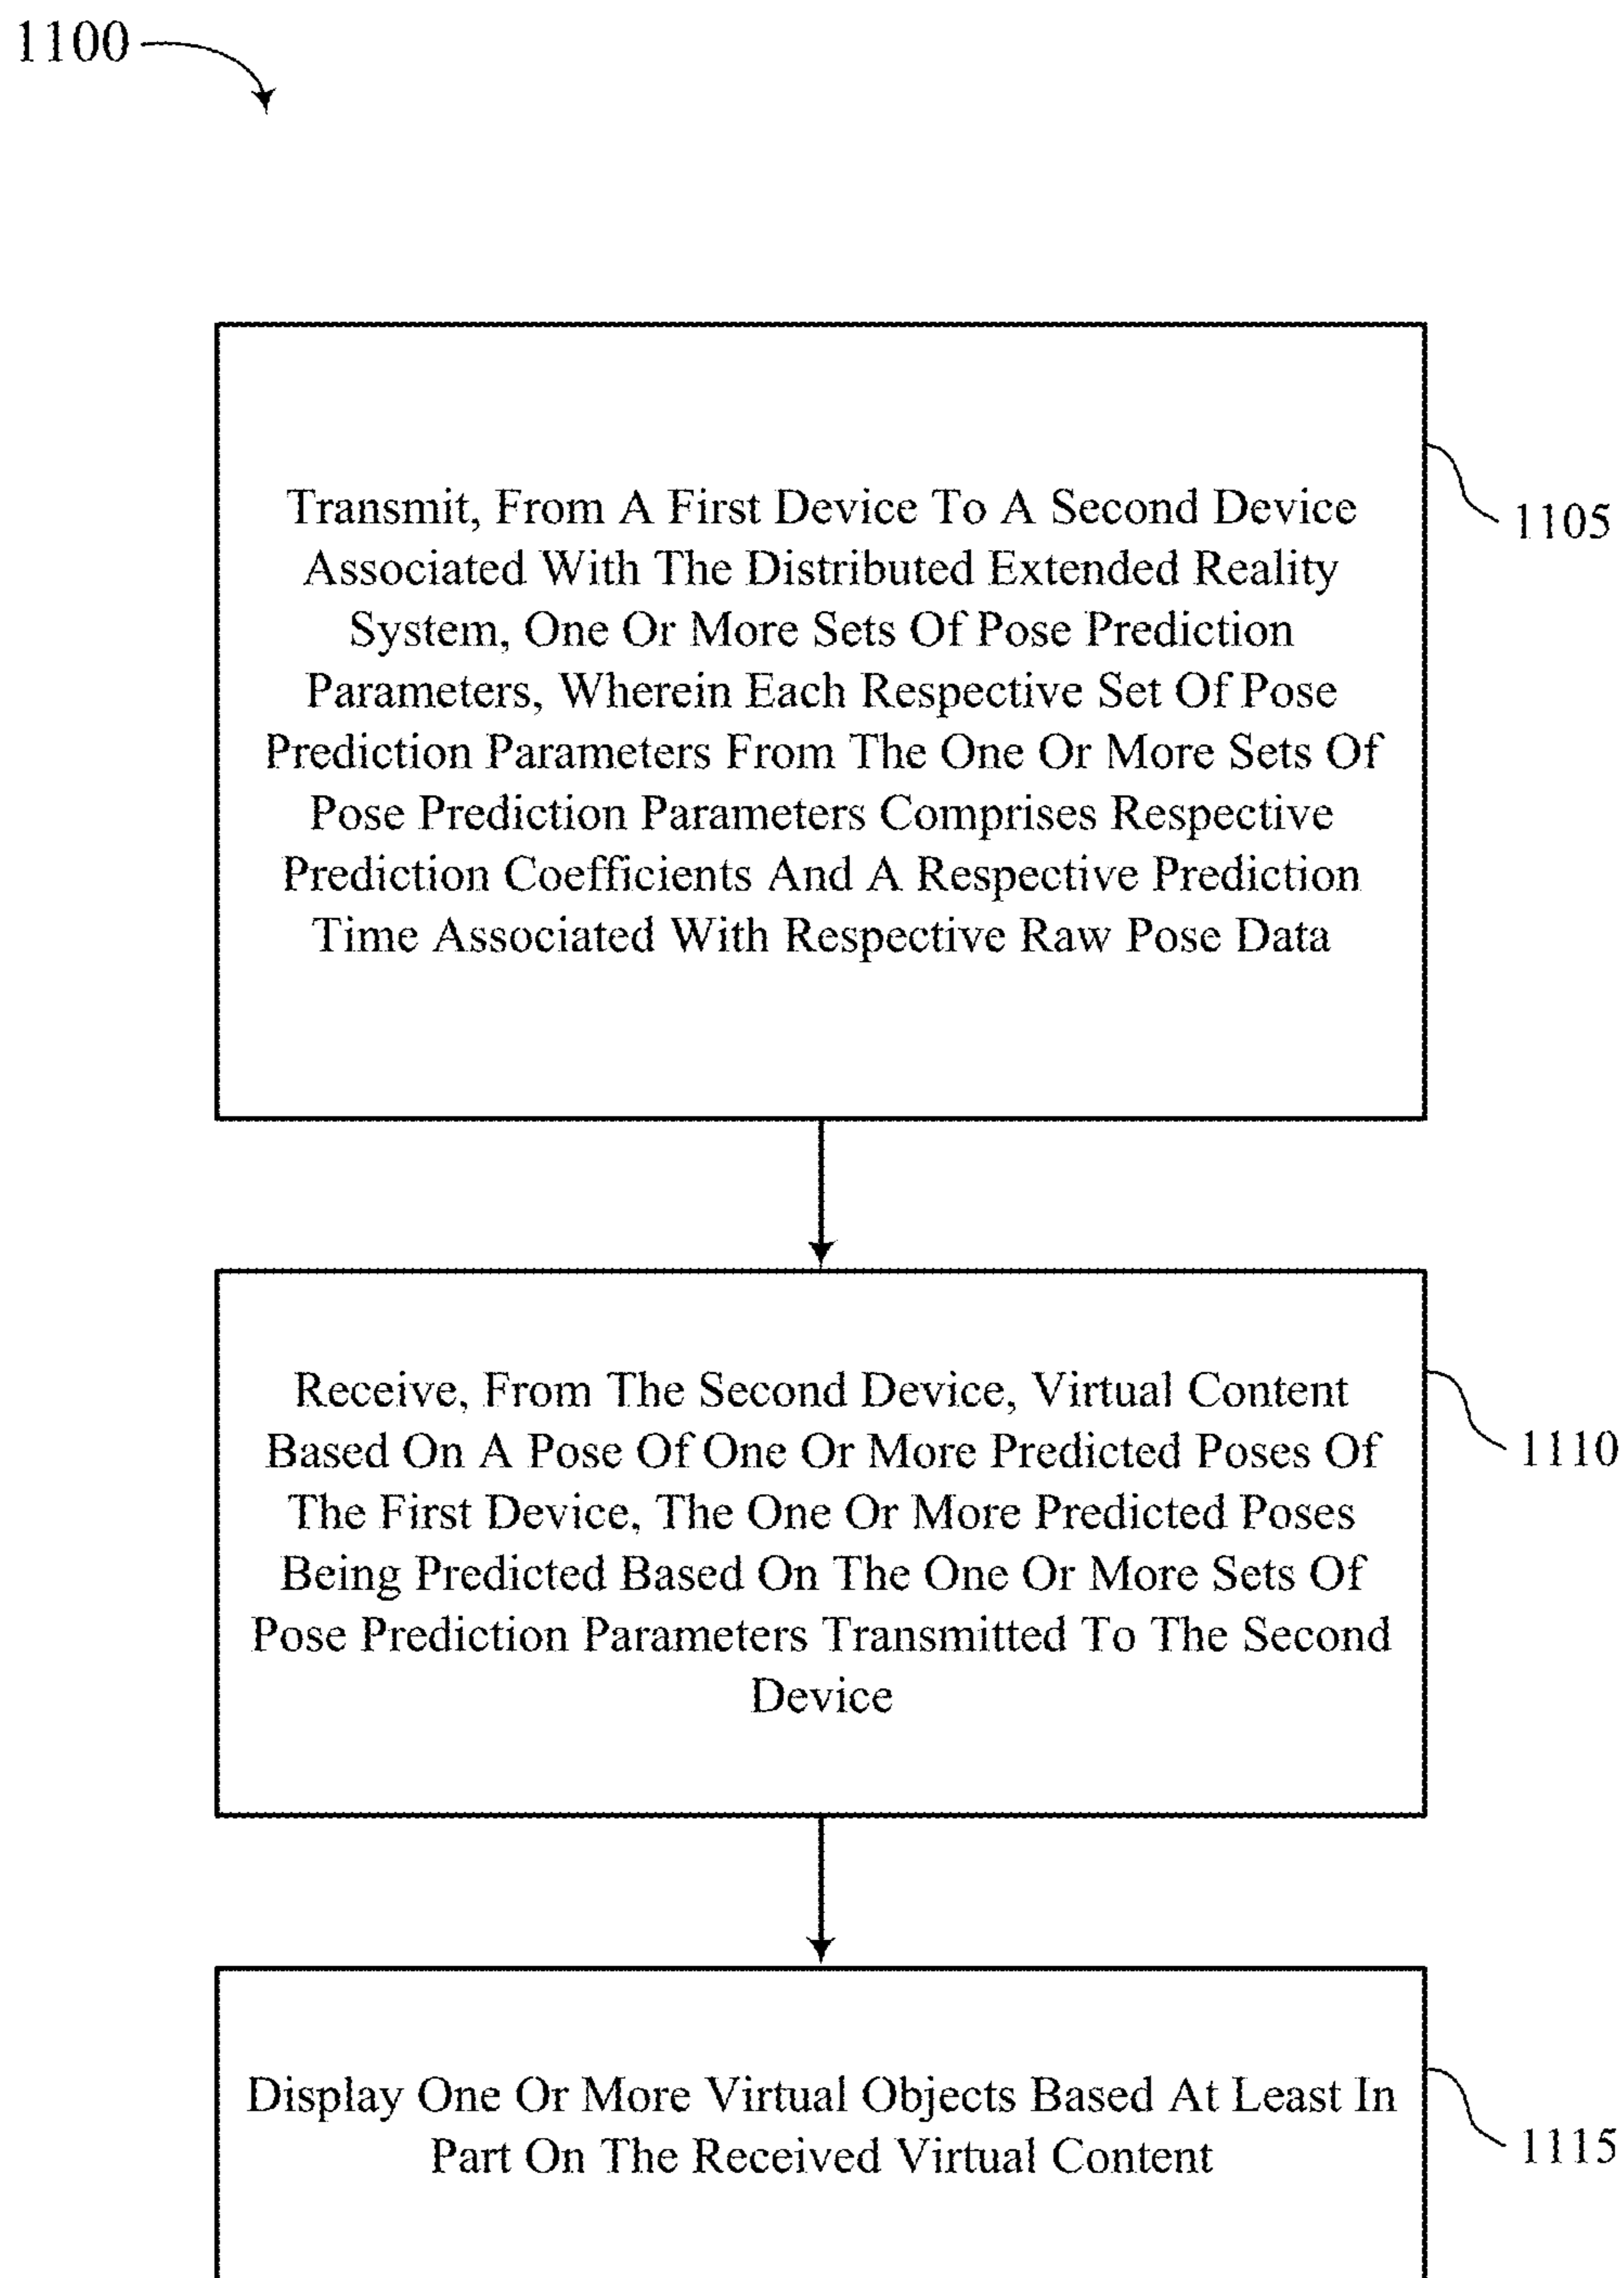 1100
Transmit, From A First Device To A Second Device
Associated With The Distributed Extended Reality
System, One Or More Sets Of Pose Prediction
Parameters, Wherein Each Respective Set Of Pose
Prediction Parameters From The One Or More Sets Of
Pose Prediction Parameters Comprises Respective
Prediction Coefficients And A Respective Prediction
Time Associated With Respective Raw Pose Data
1105
Receive, From The Second Device, Virtual Content
Based On A Pose Of One Or More Predicted Poses Of
The First Device, The One Or More Predicted Poses
Being Predicted Based On The One Or More Sets Of
Pose Prediction Parameters Transmitted To The Second
Device
1110
Display One Or More Virtual Objects Based At Least In
Part On The Received Virtual Content
1115